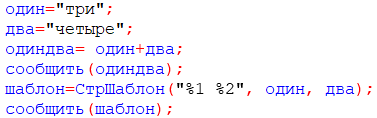 один="три";
два="четыре";
одиндва= один+два;
сообщить(одиндва);
шаблон=СтрШаблон("%1 %2", один, два);
сообщить(шаблон);